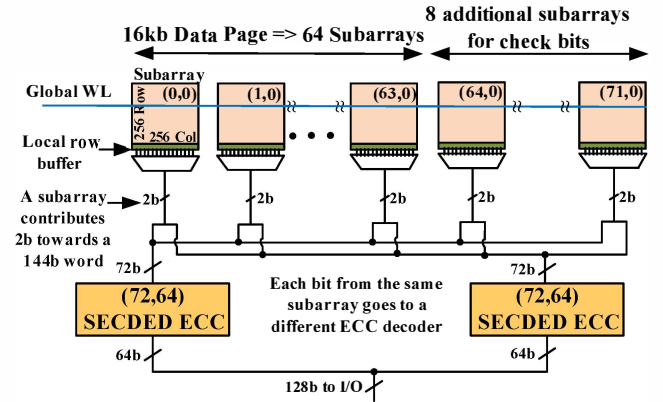 8 additional subarrays
16kb Data Page => 64 Subarrays
for check bits
Subarray
Global WL
(0,0)
(1,0)
(63,0)
(64,0)
(71,0)
256 Row
256 Col
Local row
buffer
A subarray
contributes
2b towards a
144b word
2b
2b
2b
2b
2b
72b
72b
Each bit from the same
subarray goes to a
different ECC decoder
(72,64)
SECDED ECC
(72,64)
SECDED ECC
64b
64b
128b to I/O